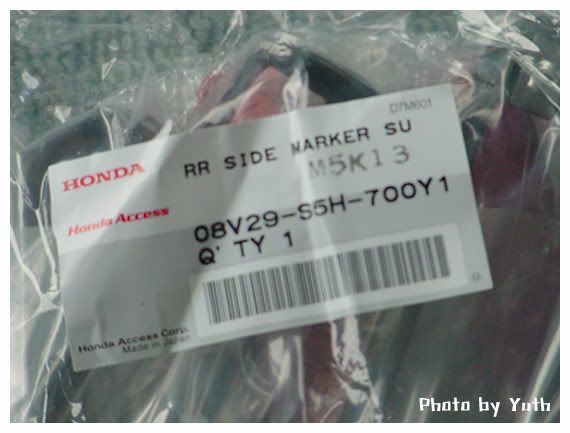 D7M601
HONDA
RR SIDE MARKER SU
M5K13
Honda Access
08V29-S5H-700Y1
Q'TY 1
Honda Access Corp.
Made in Japan
Photo by Yuth